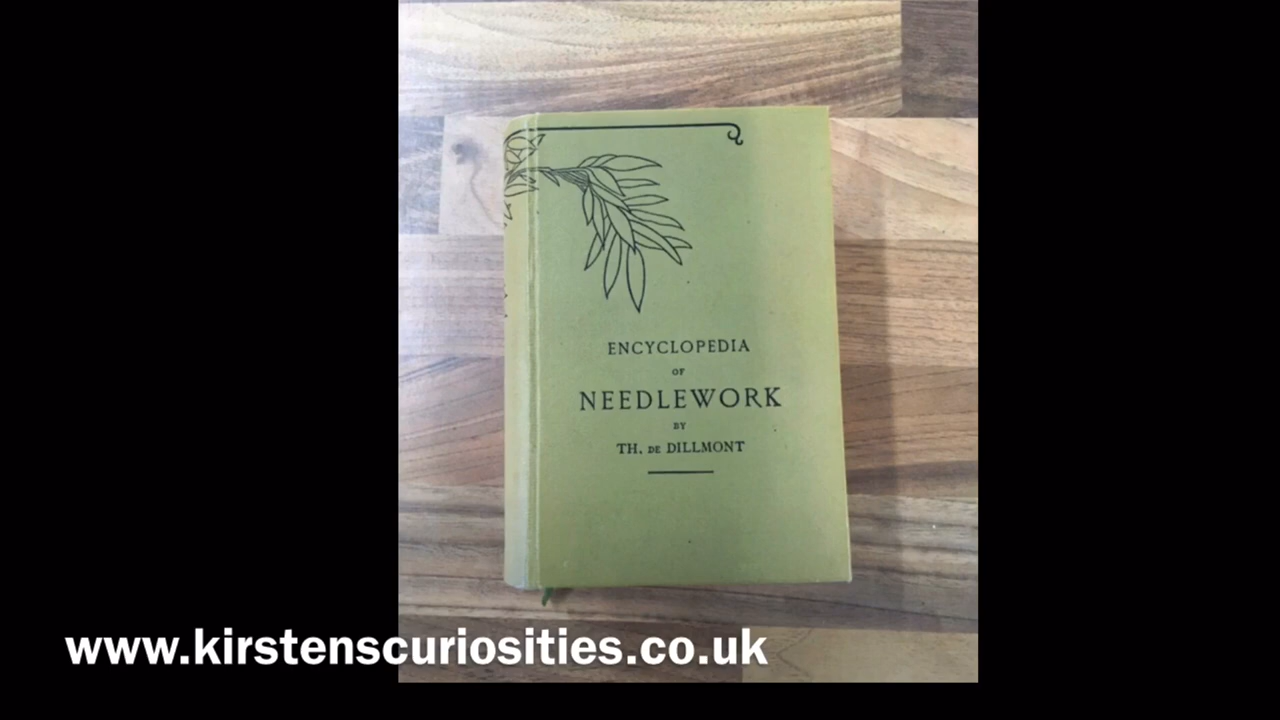 ENCYCLOPEDIA
OF
NEEDLEWORK
BY
TH. DE DILLMONT
www.kirstenscuriosities.co.uk